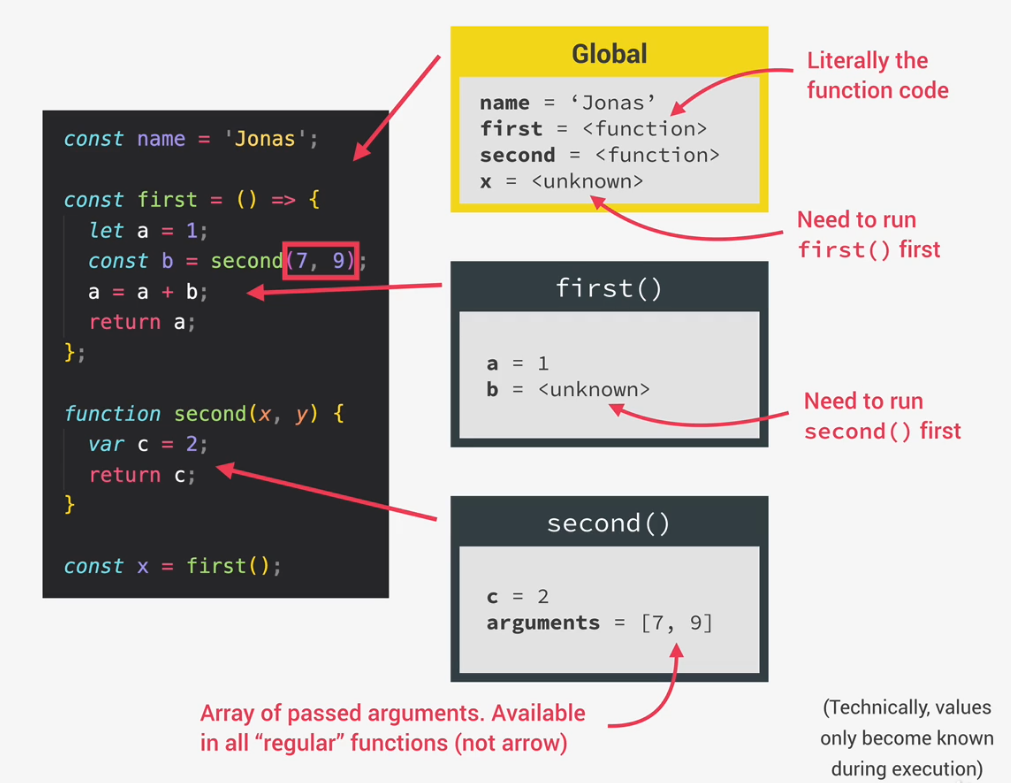 const name = 'Jonas';
const first = () => {
let a = 1;
const b = second(7, 9);
a = a + b;
return a;
};
function second(x, y) {
var c = 2;
return c;
}
const x = first();
Global
name = ‘Jonas’
first = <function>
second = <function>
x = <unknown>
Literally the
function code
Need to run
first() first
first()
a = 1
b = <unknown>
Need to run
second() first
second()
c = 2
arguments = [7, 9]
Array of passed arguments. Available
in all “regular” functions (not arrow)
(Technically, values
only become known
during execution)